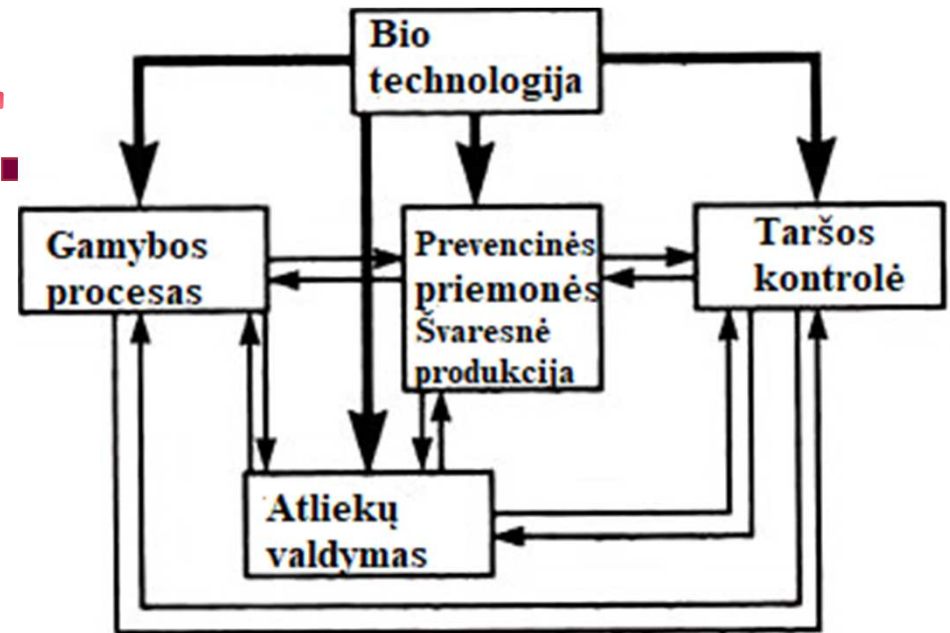 Bio
technologija
Gamybos
procesas
Prevencinės
priemonės
Švaresnė
produkcija
Taršos
kontrolė
Atliekų
valdymas